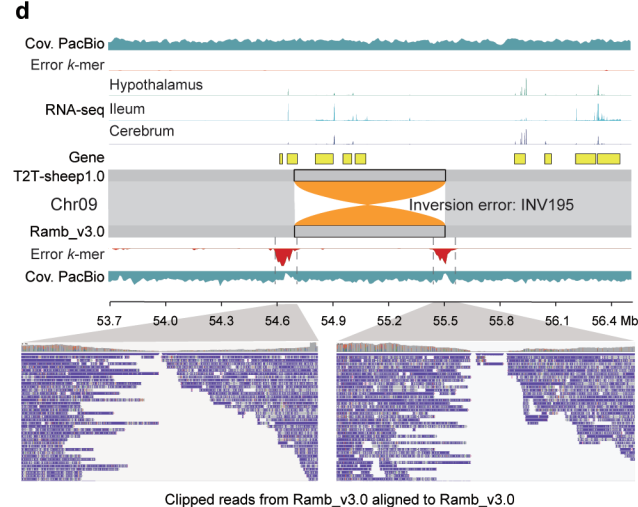 d
Cov. PacBio
Error k-mer
Hypothalamus
RNA-seq Ileum
Cerebrum
Gene
T2T-sheep1.0
Chr09 Inversion error: INV195
Ramb_v3.0
Error k-mer
Cov. PacBio
53.7 54.0 54.3 54.6 54.9 55.2 55.5 55.8 56.1 56.4 Mb
Clipped reads from Ramb_v3.0 aligned to Ramb_v3.0